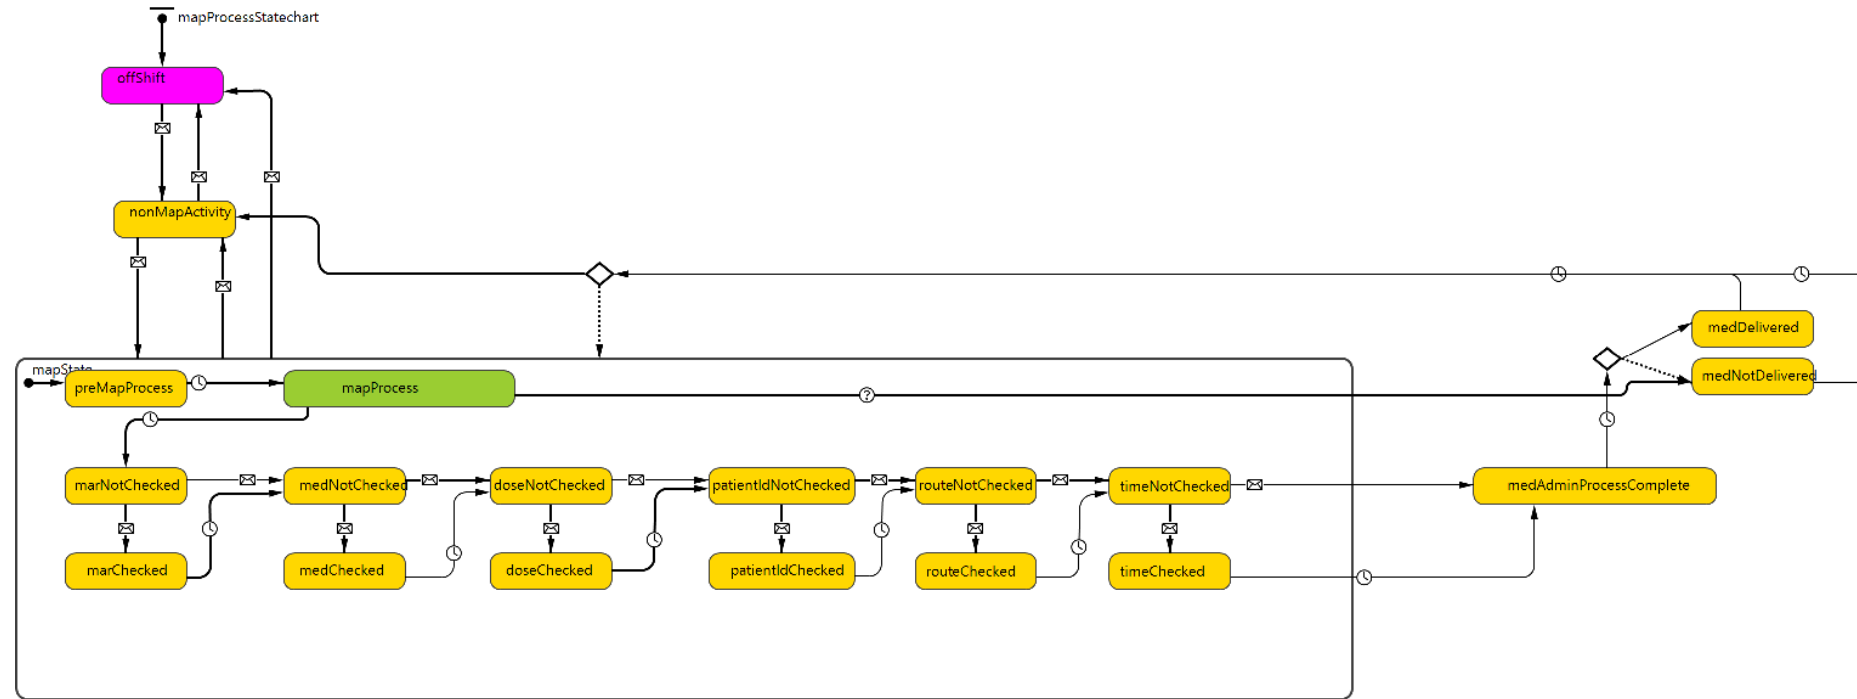 mapProcessStatechart
offShift
nonMapActivity
medDelivered
mapState
preMapProcess
mapProcess
?
medNotDelivered
marNotChecked
medNotChecked
doseNotChecked
patientIdNotChecked
routeNotChecked
timeNotChecked
medAdminProcessComplete
marChecked
medChecked
doseChecked
patientIdChecked
routeChecked
timeChecked